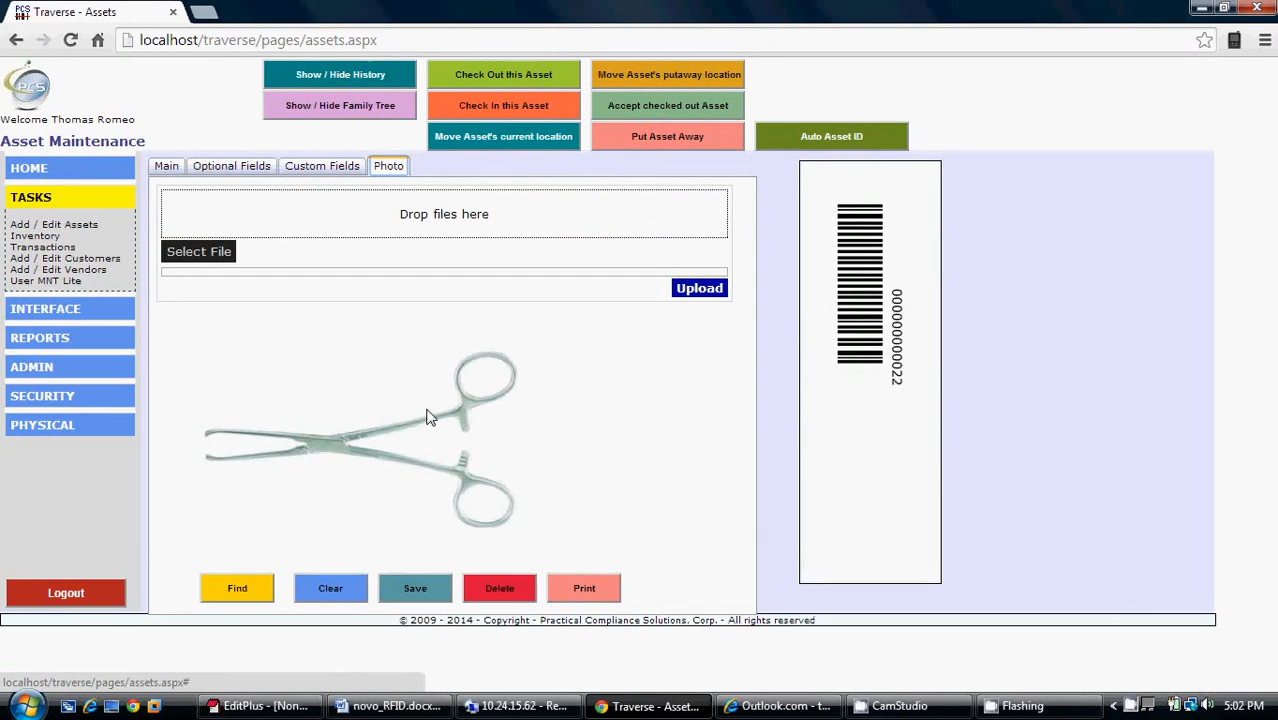 Traverse - Assets
localhost/traverse/pages/assets.aspx
PCS
Welcome Thomas Romeo
Asset Maintenance
Show / Hide History
Check Out this Asset
Move Asset's putaway location
Show / Hide Family Tree
Check In this Asset
Accept checked out Asset
Move Asset's current location
Put Asset Away
Auto Asset ID
HOME
TASKS
Add / Edit Assets
Inventory
Transactions
Add / Edit Customers
Add / Edit Vendors
User MNT Lite
INTERFACE
REPORTS
ADMIN
SECURITY
PHYSICAL
Logout
Main
Optional Fields
Custom Fields
Photo
Drop files here
Select File
Upload
000000000022
Find
Clear
Save
Delete
Print
© 2009 - 2014 - Copyright - Practical Compliance Solutions, Corp. - All rights reserved
localhost/traverse/pages/assets.aspx#
EditPlus - [Non...
novo_RFID.docx...
10.24.15.62 - Re...
Traverse - Asset...
Outlook.com - t...
CamStudio
Flashing
5:02 PM